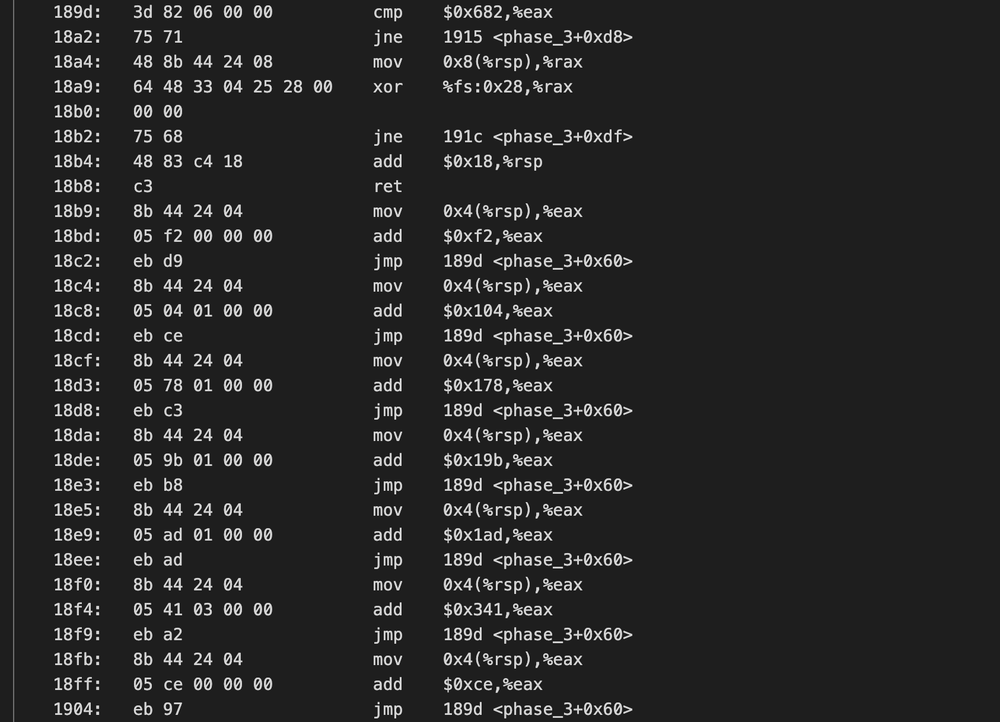 189d: 3d 82 06 00 00 cmp $0x682,%eax
18a2: 75 71 jne 1915 <phase_3+0xd8>
18a4: 48 8b 44 24 08 mov 0x8(%rsp),%rax
18a9: 64 48 33 04 25 28 00 xor %fs:0x28,%rax
18b0: 00 00
18b2: 75 68 jne 191c <phase_3+0xdf>
18b4: 48 83 c4 18 add $0x18,%rsp
18b8: c3 ret
18b9: 8b 44 24 04 mov 0x4(%rsp),%eax
18bd: 05 f2 00 00 00 add $0xf2,%eax
18c2: eb d9 jmp 189d <phase_3+0x60>
18c4: 8b 44 24 04 mov 0x4(%rsp),%eax
18c8: 05 04 01 00 00 add $0x104,%eax
18cd: eb ce jmp 189d <phase_3+0x60>
18cf: 8b 44 24 04 mov 0x4(%rsp),%eax
18d3: 05 78 01 00 00 add $0x178,%eax
18d8: eb c3 jmp 189d <phase_3+0x60>
18da: 8b 44 24 04 mov 0x4(%rsp),%eax
18de: 05 9b 01 00 00 add $0x19b,%eax
18e3: eb b8 jmp 189d <phase_3+0x60>
18e5: 8b 44 24 04 mov 0x4(%rsp),%eax
18e9: 05 ad 01 00 00 add $0x1ad,%eax
18ee: eb ad jmp 189d <phase_3+0x60>
18f0: 8b 44 24 04 mov 0x4(%rsp),%eax
18f4: 05 41 03 00 00 add $0x341,%eax
18f9: eb a2 jmp 189d <phase_3+0x60>
18fb: 8b 44 24 04 mov 0x4(%rsp),%eax
18ff: 05 ce 00 00 00 add $0xce,%eax
1904: eb 97 jmp 189d <phase_3+0x60>